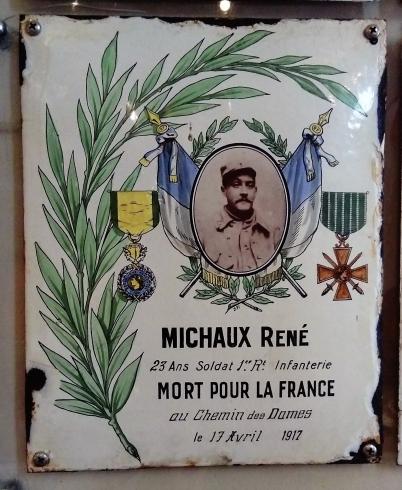 MICHAUX RENÉ
23 Ans Soldat 1er Rt Infanterie
MORT POUR LA FRANCE
au Chemin des Dames
le 17 Avril 1917